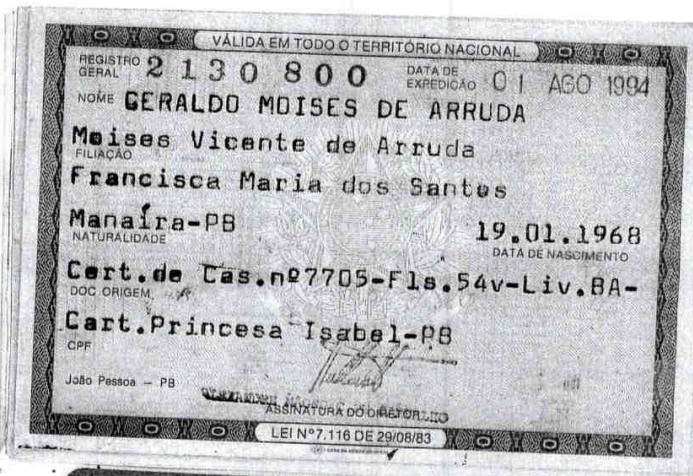 VÁLIDA EM TODO O TERRITÓRIO NACIONAL
REGISTRO GERAL 2 130 800 DATA DE EXPEDIÇÃO 01 AGO 1994
NOME GERALDO MOISES DE ARRUDA
Moises Vicente de Arruda
FILIAÇÃO
Francisca Maria dos Santos
Manaíra-PB 19.01.1968
NATURALIDADE DATA DE NASCIMENTO
Cert.de Cas.nº7705-Fls.54v-Liv.BA-
DOC ORIGEM
Cart.Princesa Isabel-PB
CPF
João Pessoa - PB
ASSINATURA DO DIRETOR
LEI Nº 7.116 DE 29/08/83